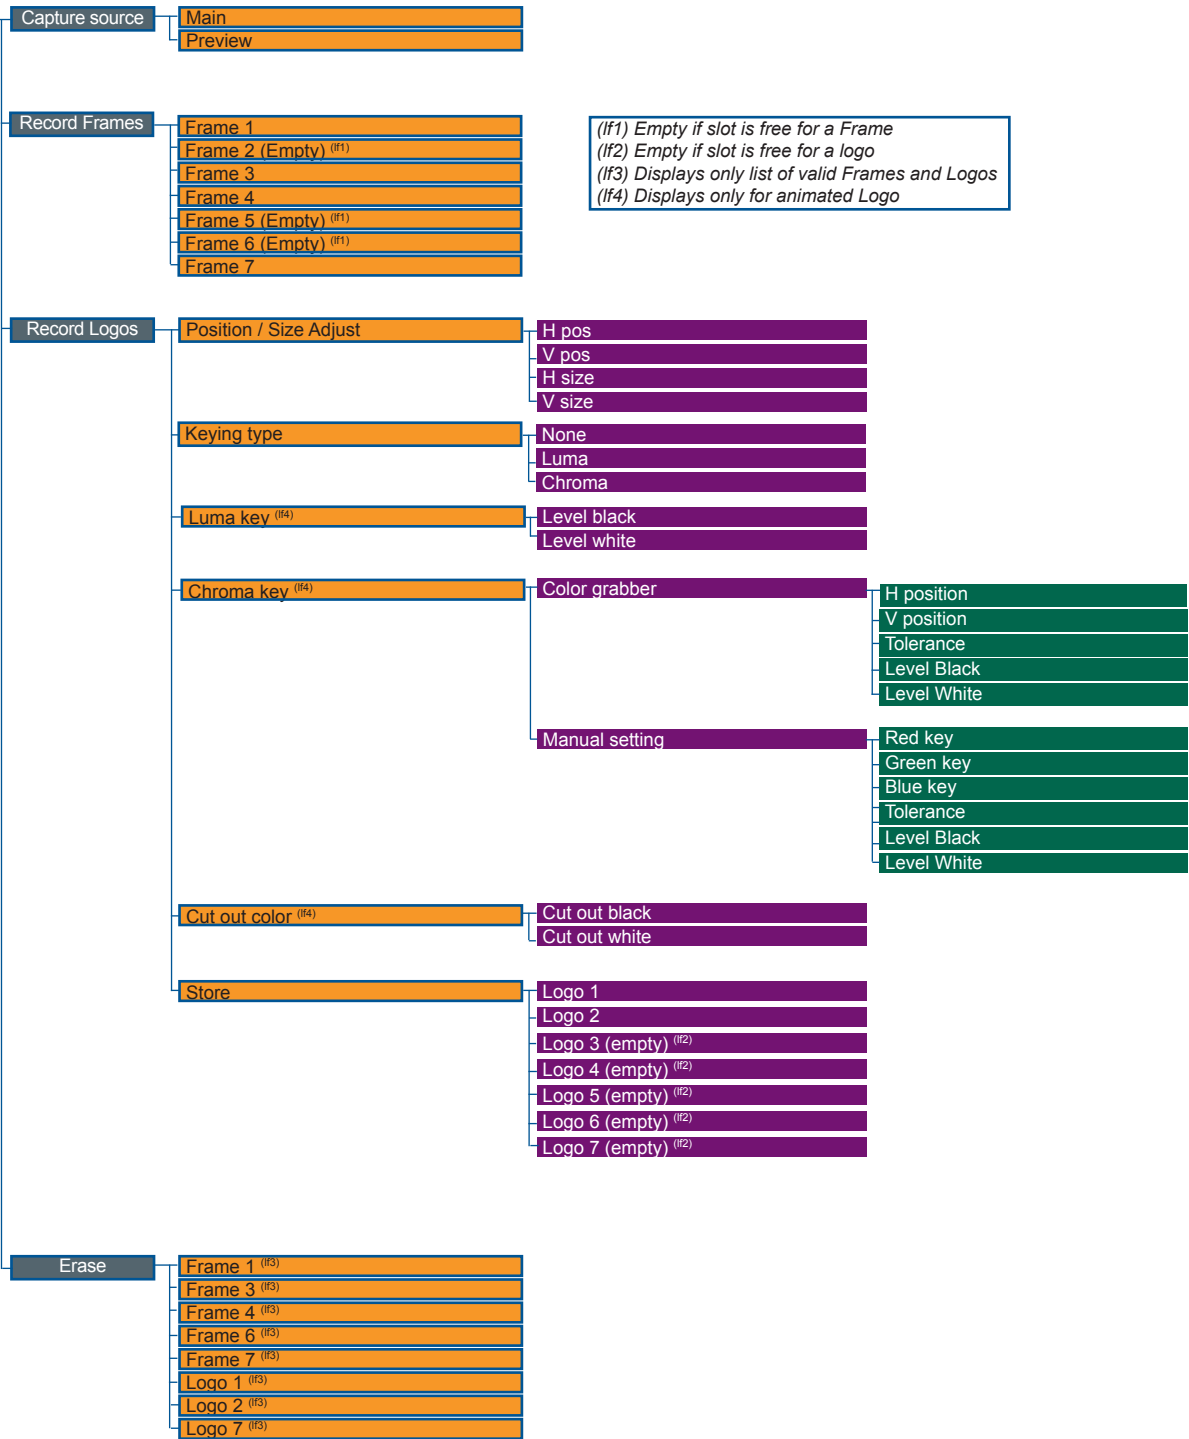 Capture source
Main
Preview
Record Frames
Frame 1
Frame 2 (Empty) (If1)
Frame 3
Frame 4
Frame 5 (Empty) (If1)
Frame 6 (Empty) (If1)
Frame 7
(If1) Empty if slot is free for a Frame
(If2) Empty if slot is free for a logo
(If3) Displays only list of valid Frames and Logos
(If4) Displays only for animated Logo
Record Logos
Position / Size Adjust
H pos
V pos
H size
V size
Keying type
None
Luma
Chroma
Luma key (If4)
Level black
Level white
Chroma key (If4)
Color grabber
H position
V position
Tolerance
Level Black
Level White
Manual setting
Red key
Green key
Blue key
Tolerance
Level Black
Level White
Cut out color (If4)
Cut out black
Cut out white
Store
Logo 1
Logo 2
Logo 3 (empty) (If2)
Logo 4 (empty) (If2)
Logo 5 (empty) (If2)
Logo 6 (empty) (If2)
Logo 7 (empty) (If2)
Erase
Frame 1 (If3)
Frame 3 (If3)
Frame 4 (If3)
Frame 6 (If3)
Frame 7 (If3)
Logo 1 (If3)
Logo 2 (If3)
Logo 7 (If3)